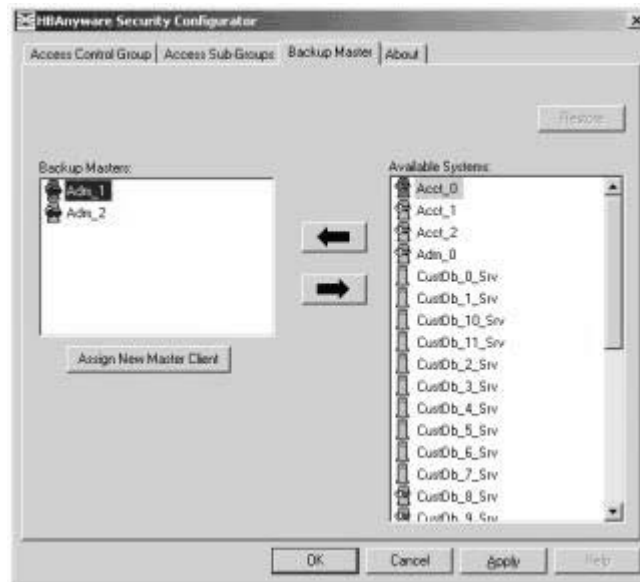 HBAnyware Security Configurator
Access Control Group
Access Sub-Groups
Backup Master
About
Restore
Backup Masters:
Adm_1
Adm_2
Assign New Master Client
Available Systems:
Acct_0
Acct_1
Acct_2
Adm_0
CustDb_0_Srv
CustDb_1_Srv
CustDb_10_Srv
CustDb_11_Srv
CustDb_2_Srv
CustDb_3_Srv
CustDb_4_Srv
CustDb_5_Srv
CustDb_6_Srv
CustDb_7_Srv
CustDb_8_Srv
CustDb_9_Srv
OK
Cancel
Apply
Help